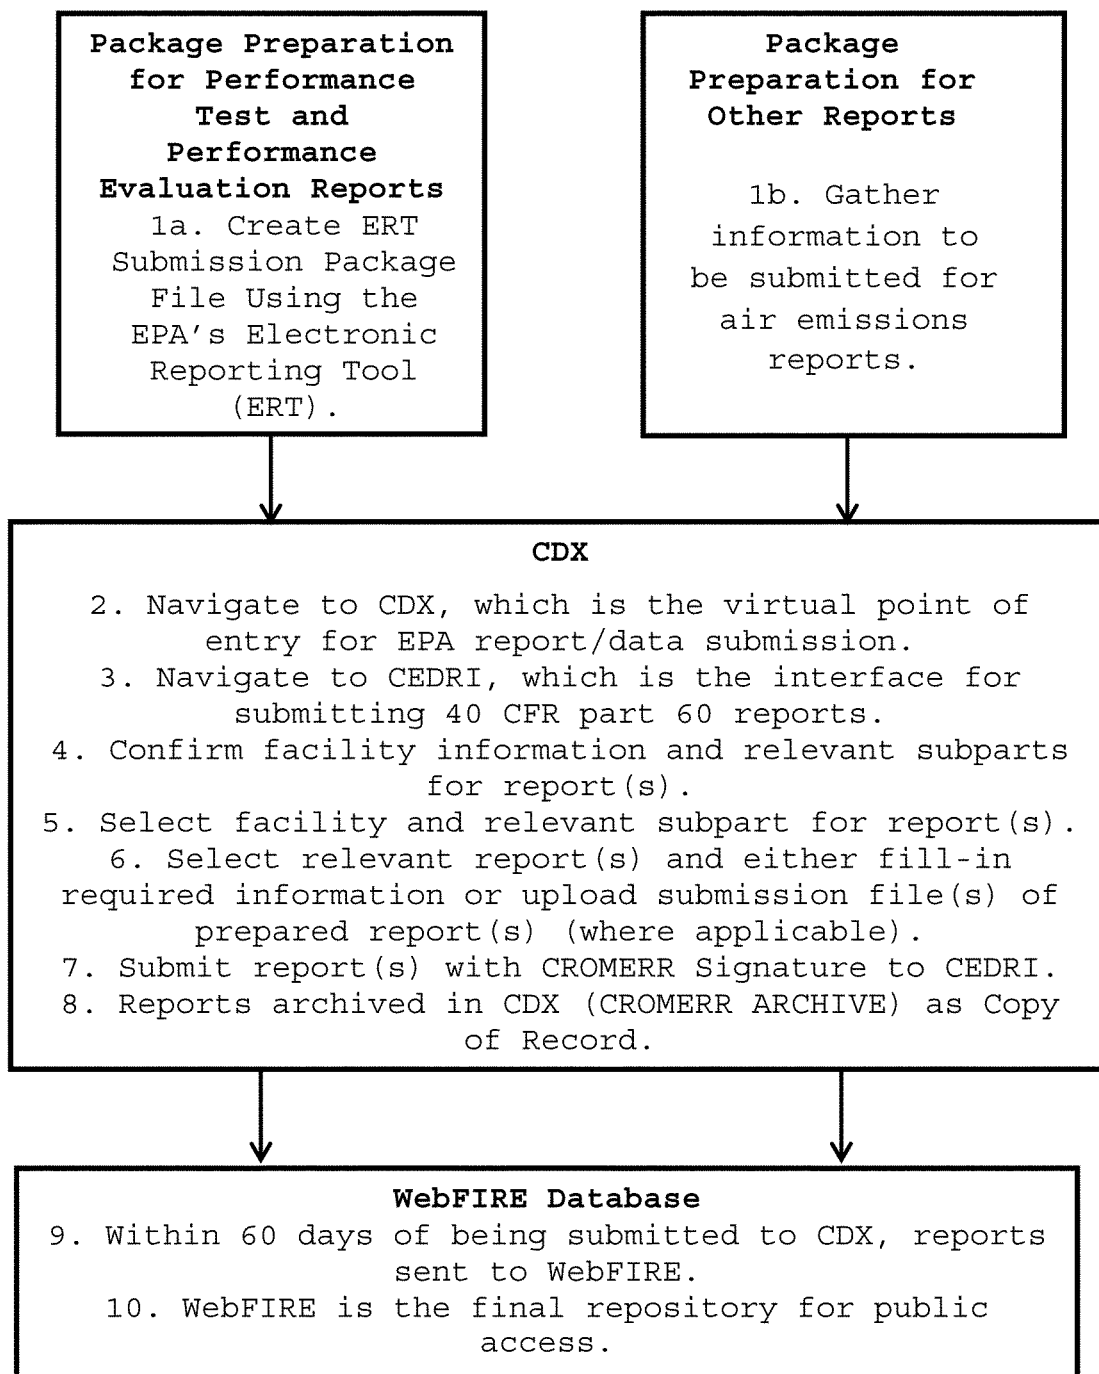 Package Preparation
for Performance
Test and
Performance
Evaluation Reports
1a. Create ERT
Submission Package
File Using the
EPA's Electronic
Reporting Tool
(ERT).
Package
Preparation for
Other Reports
1b. Gather
information to
be submitted for
air emissions
reports.
CDX
2. Navigate to CDX, which is the virtual point of
entry for EPA report/data submission.
3. Navigate to CEDRI, which is the interface for
submitting 40 CFR part 60 reports.
4. Confirm facility information and relevant subparts
for report(s).
5. Select facility and relevant subpart for report(s).
6. Select relevant report(s) and either fill-in
required information or upload submission file(s) of
prepared report(s) (where applicable).
7. Submit report(s) with CROMERR Signature to CEDRI.
8. Reports archived in CDX (CROMERR ARCHIVE) as Copy
of Record.
WebFIRE Database
9. Within 60 days of being submitted to CDX, reports
sent to WebFIRE.
10. WebFIRE is the final repository for public
access.